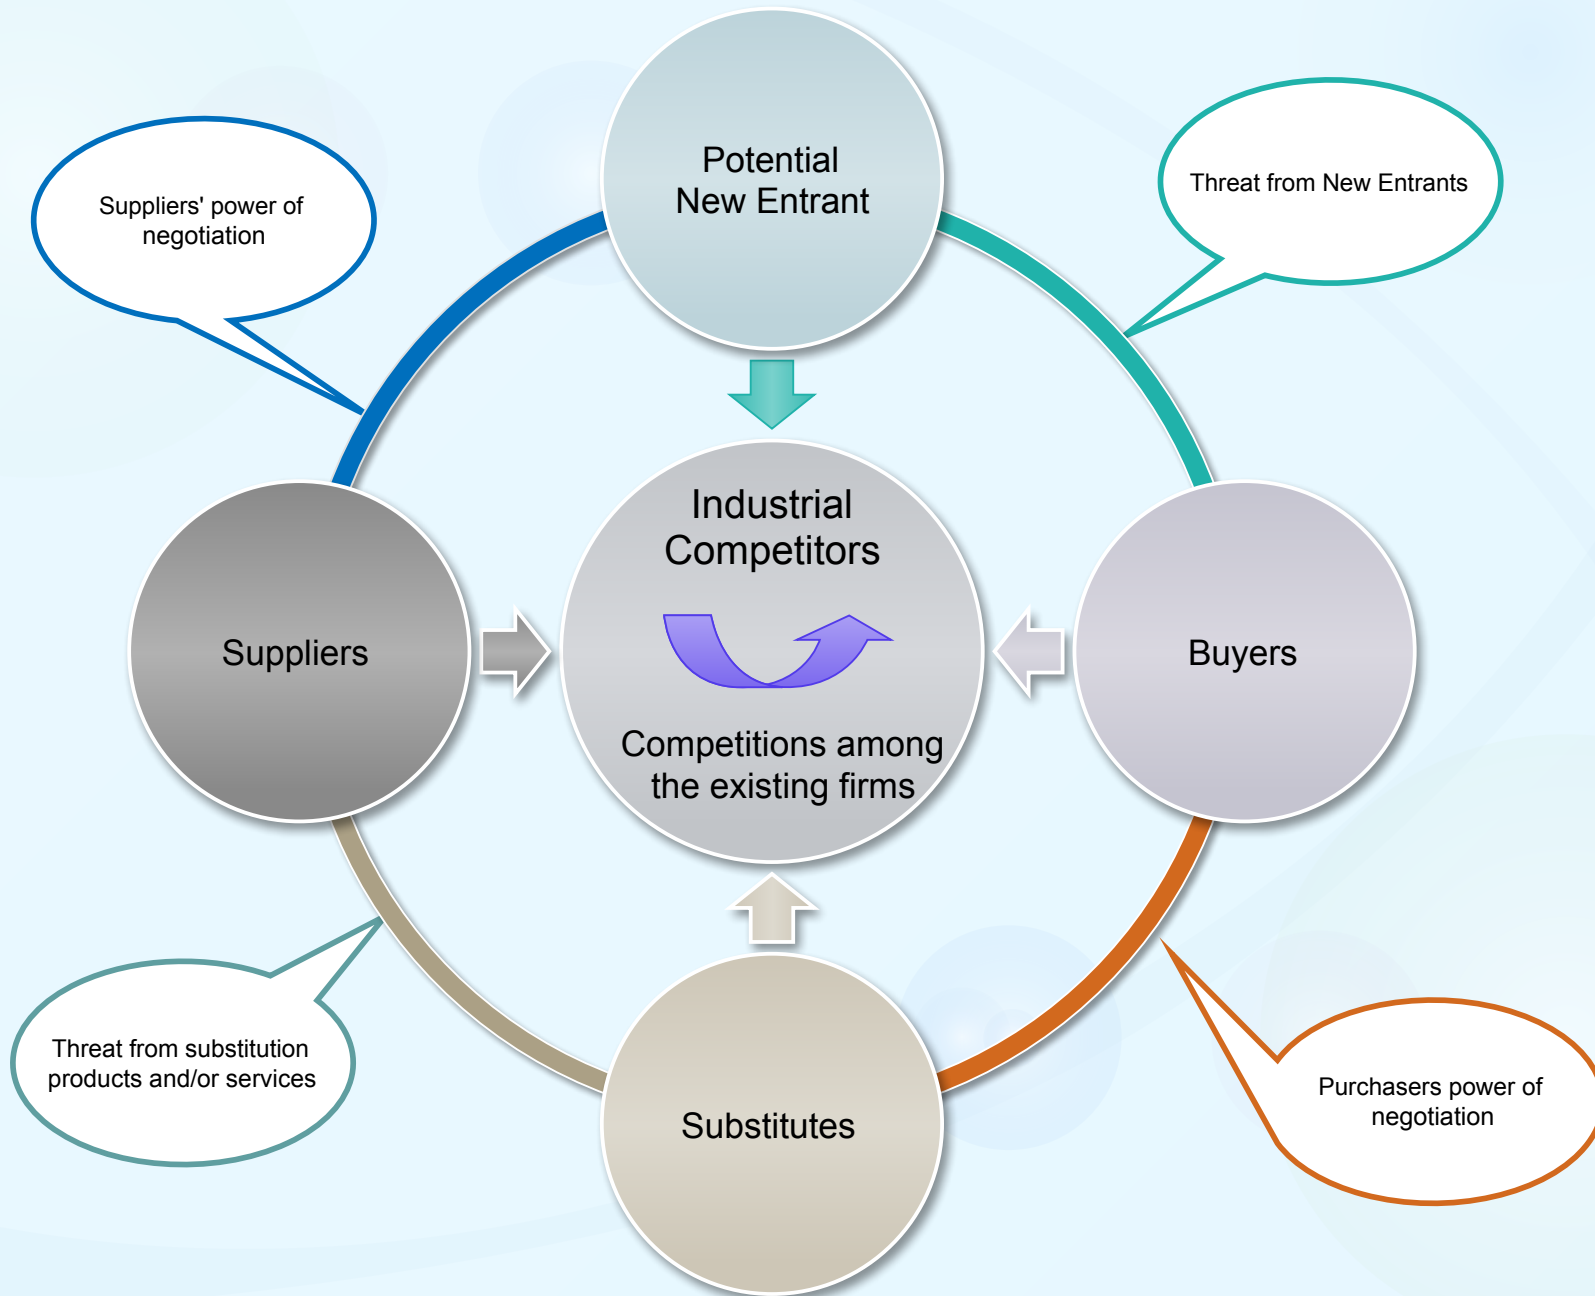 Potential
New Entrant
Suppliers' power of
negotiation
Threat from New Entrants
Industrial
Competitors
Suppliers
Buyers
Competitions among
the existing firms
Threat from substitution
products and/or services
Substitutes
Purchasers power of
negotiation